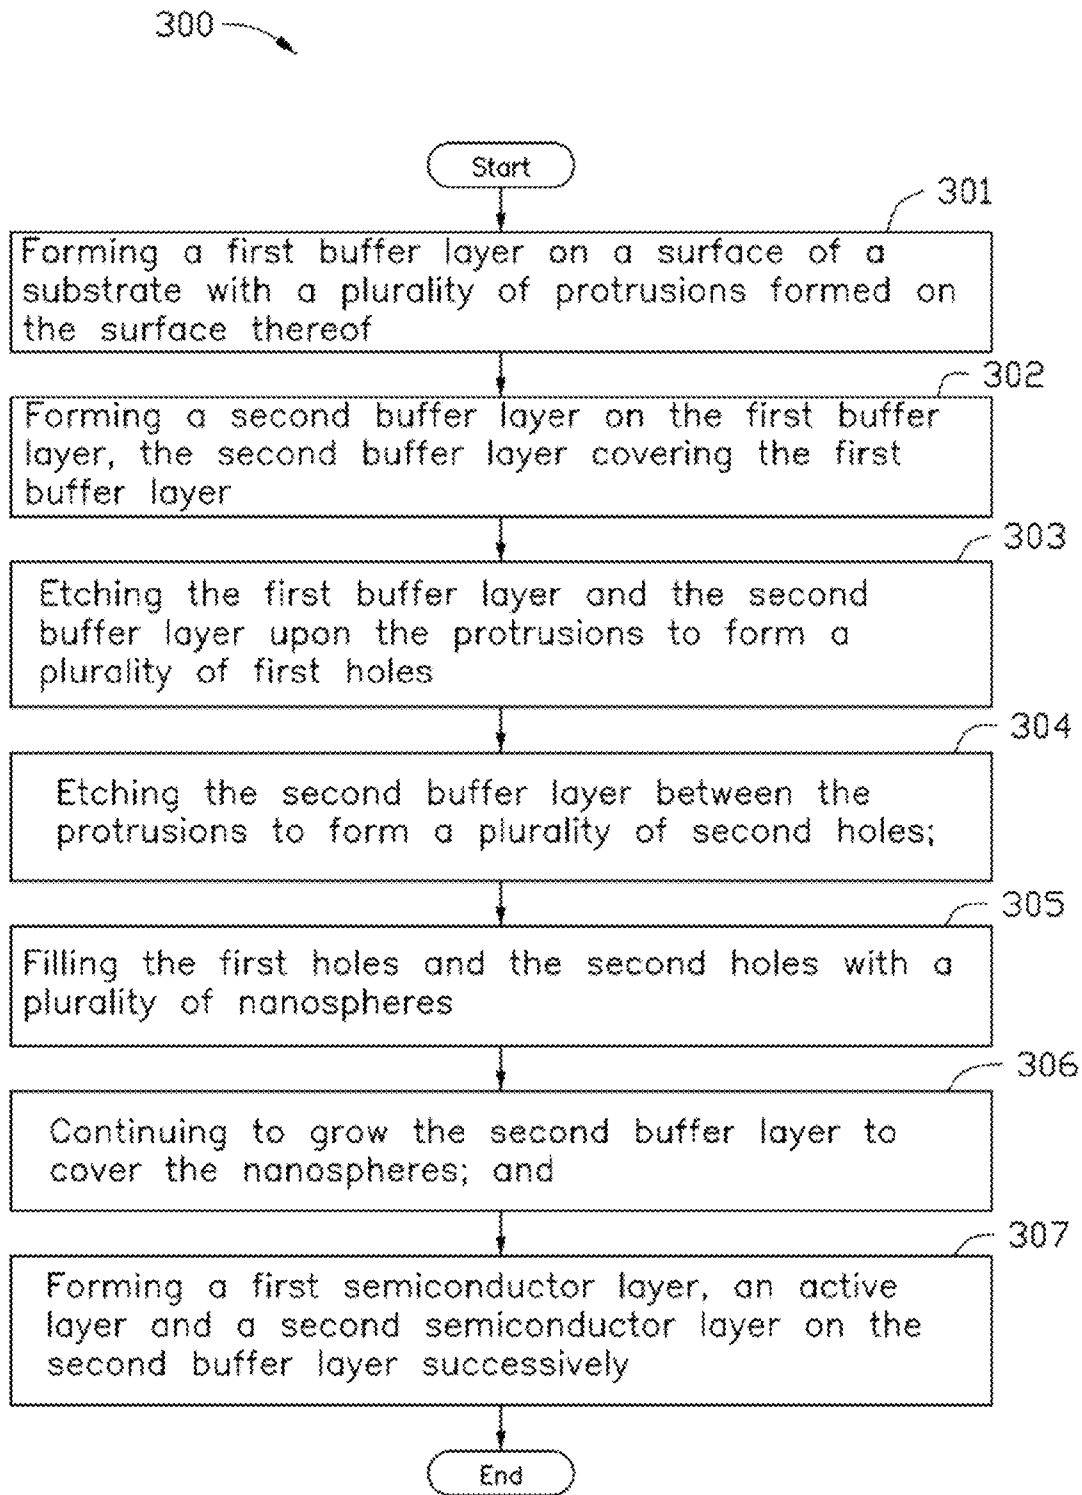 300
Start
301
Forming a first buffer layer on a surface of a
substrate with a plurality of protrusions formed on
the surface thereof
302
Forming a second buffer layer on the first buffer
layer, the second buffer layer covering the first
buffer layer
303
Etching the first buffer layer and the second
buffer layer upon the protrusions to form a
plurality of first holes
304
Etching the second buffer layer between the
protrusions to form a plurality of second holes;
305
Filling the first holes and the second holes with a
plurality of nanospheres
306
Continuing to grow the second buffer layer to
cover the nanospheres; and
307
Forming a first semiconductor layer, an active
layer and a second semiconductor layer on the
second buffer layer successively
End